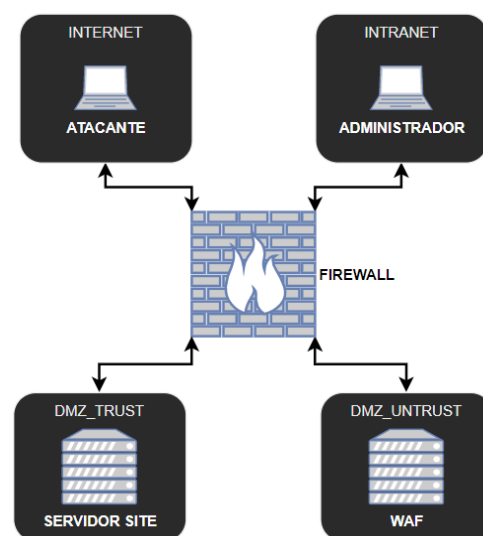 INTERNET
ATACANTE
INTRANET
ADMINISTRADOR
FIREWALL
DMZ_TRUST
SERVIDOR SITE
DMZ_UNTRUST
WAF